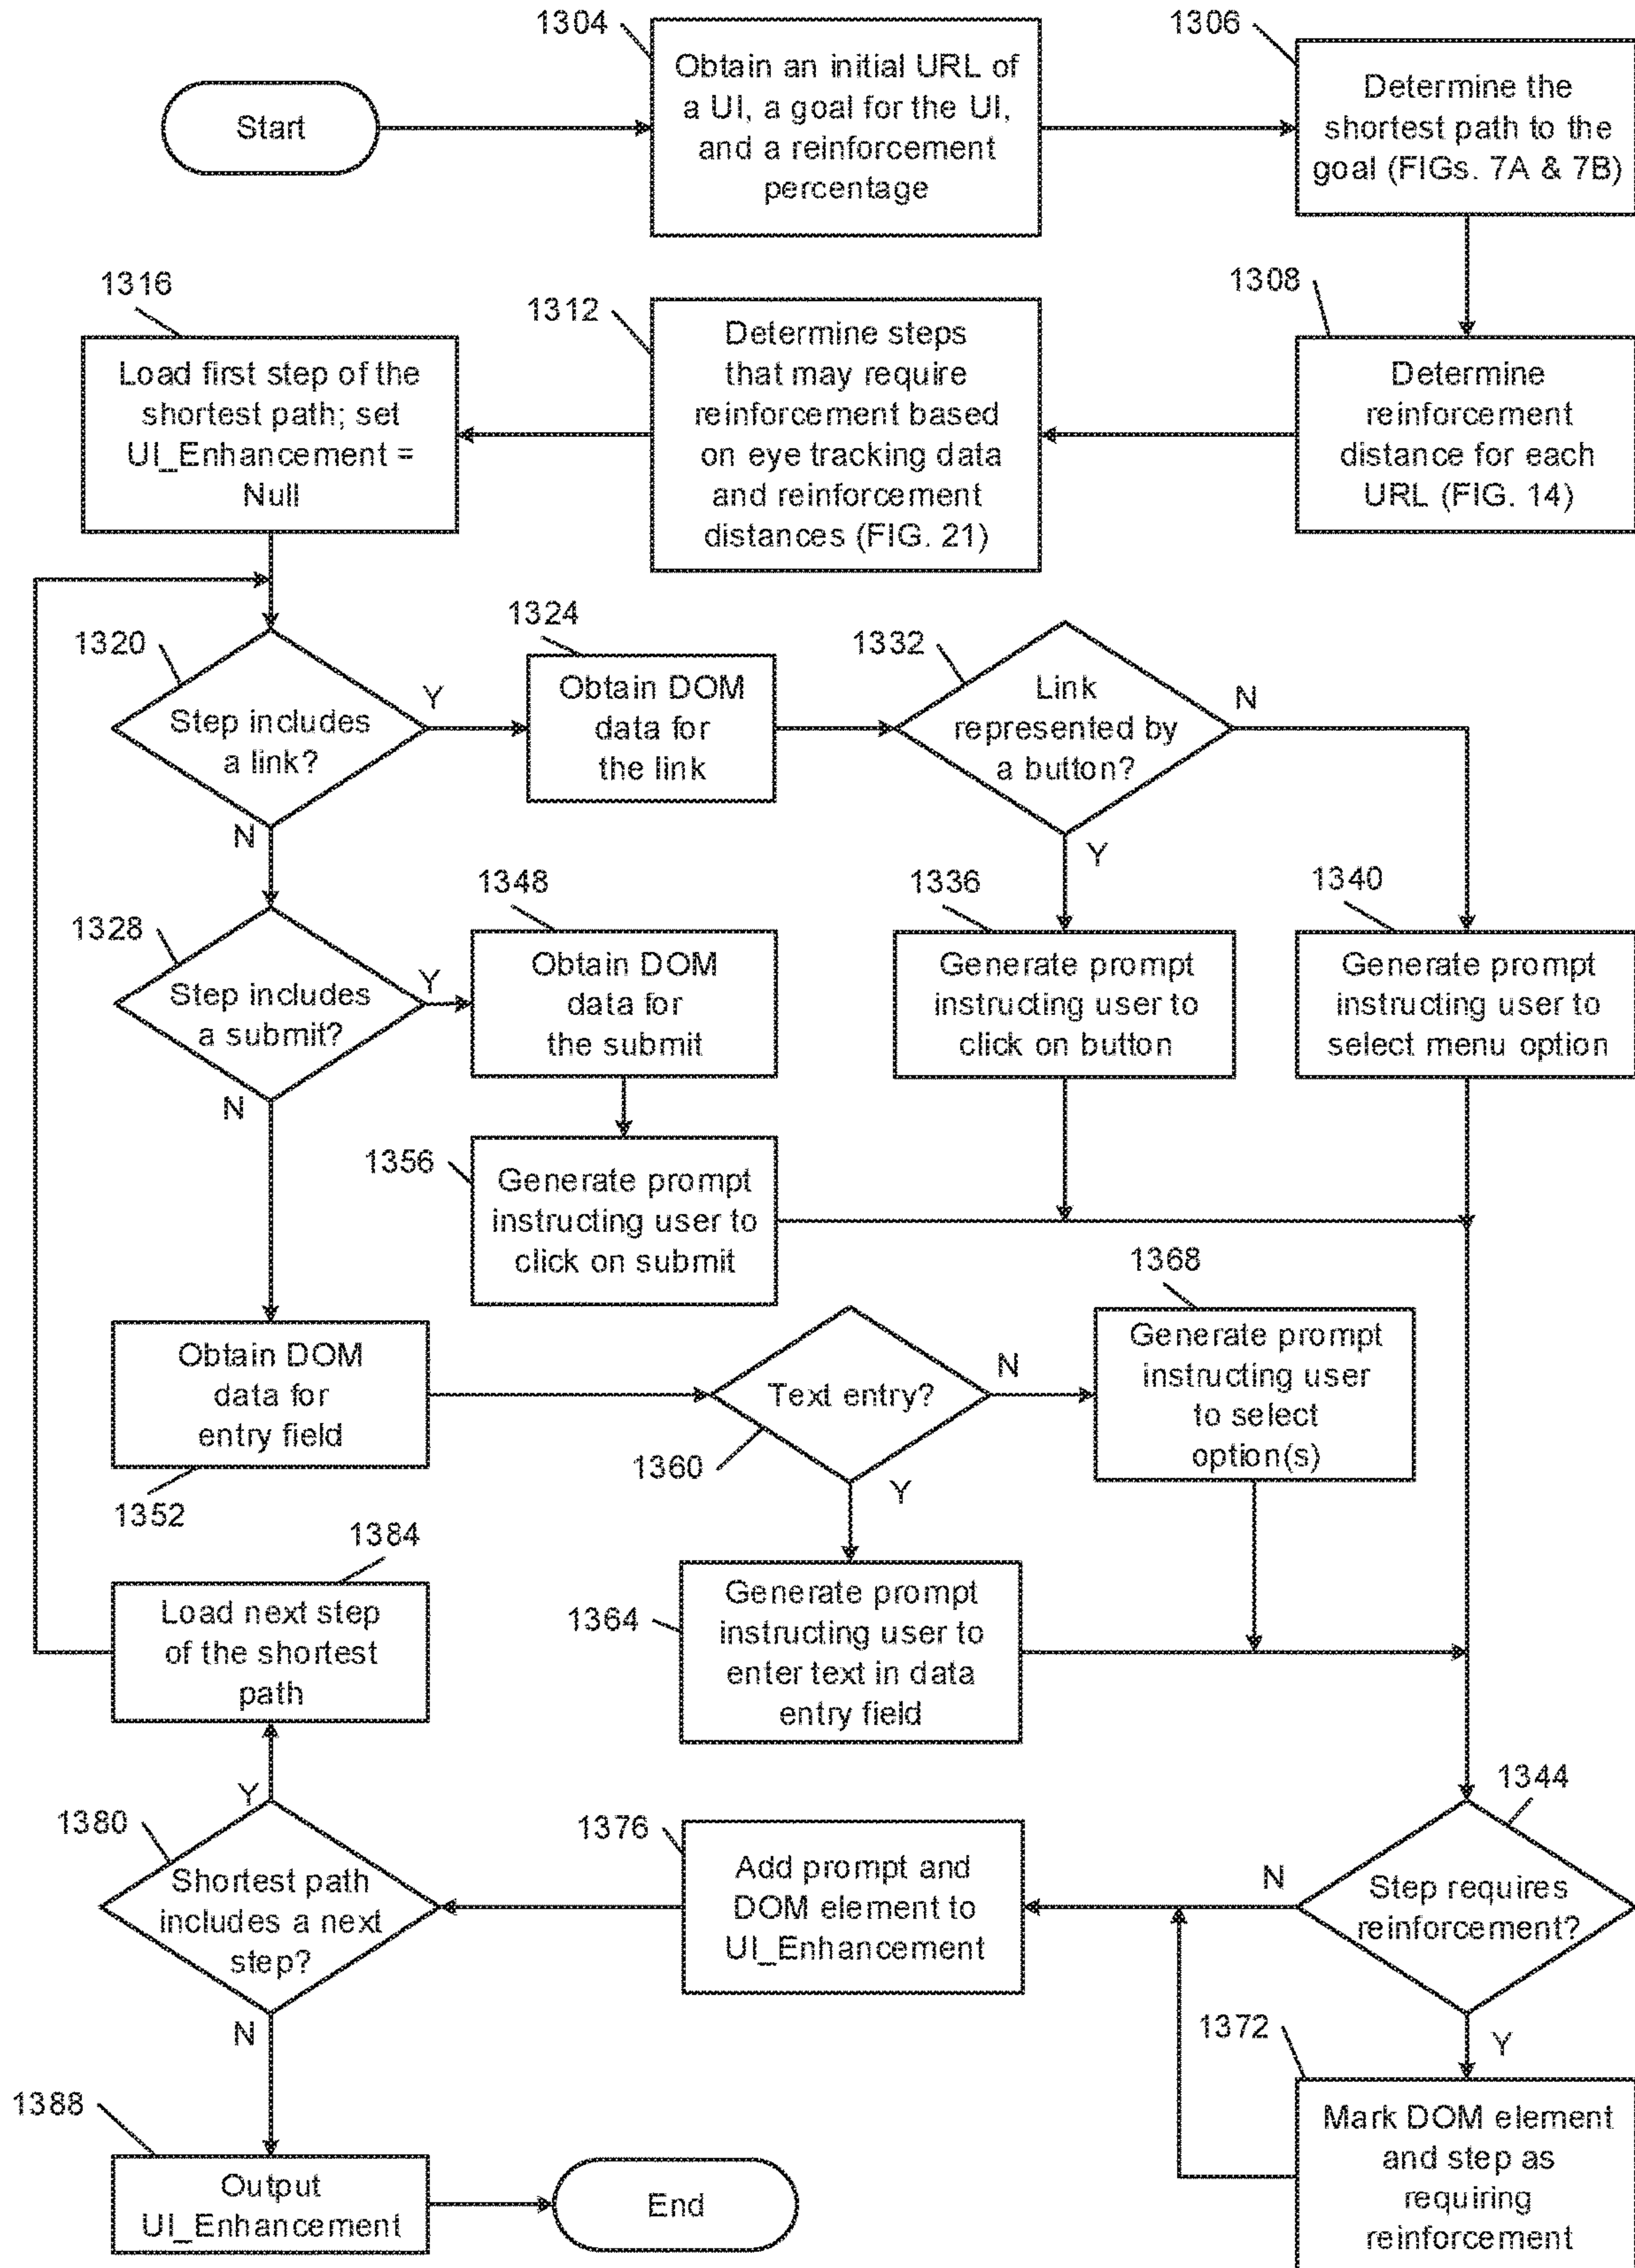 1304
Obtain an initial URL of
a UI, a goal for the UI,
and a reinforcement
percentage
1306
Determine the
shortest path to the
goal (FIGs. 7A & 7B)
Start
1316
Load first step of the
shortest path; set
UI_Enhancement =
Null
1312
Determine steps
that may require
reinforcement based
on eye tracking data
and reinforcement
distances (FIG. 21)
1308
Determine
reinforcement
distance for each
URL (FIG. 14)
1320
Step includes
a link?
Y
N
1324
Obtain DOM
data for
the link
1332
Link
represented by
a button?
N
Y
1328
Step includes
a submit?
Y
N
1348
Obtain DOM
data for
the submit
1336
Generate prompt
instructing user to
click on button
1340
Generate prompt
instructing user to
select menu option
1356
Generate prompt
instructing user to
click on submit
1352
Obtain DOM
data for
entry field
Text entry?
1360
N
Y
1368
Generate prompt
instructing user
to select
option(s)
1384
Load next step
of the shortest
path
1364
Generate prompt
instructing user to
enter text in data
entry field
1380
Y
Shortest path
includes a next
step?
N
1376
Add prompt and
DOM element to
UI_Enhancement
1344
N
Step requires
reinforcement?
Y
1372
Mark DOM element
and step as
requiring
reinforcement
1388
Output
UI_Enhancement
End